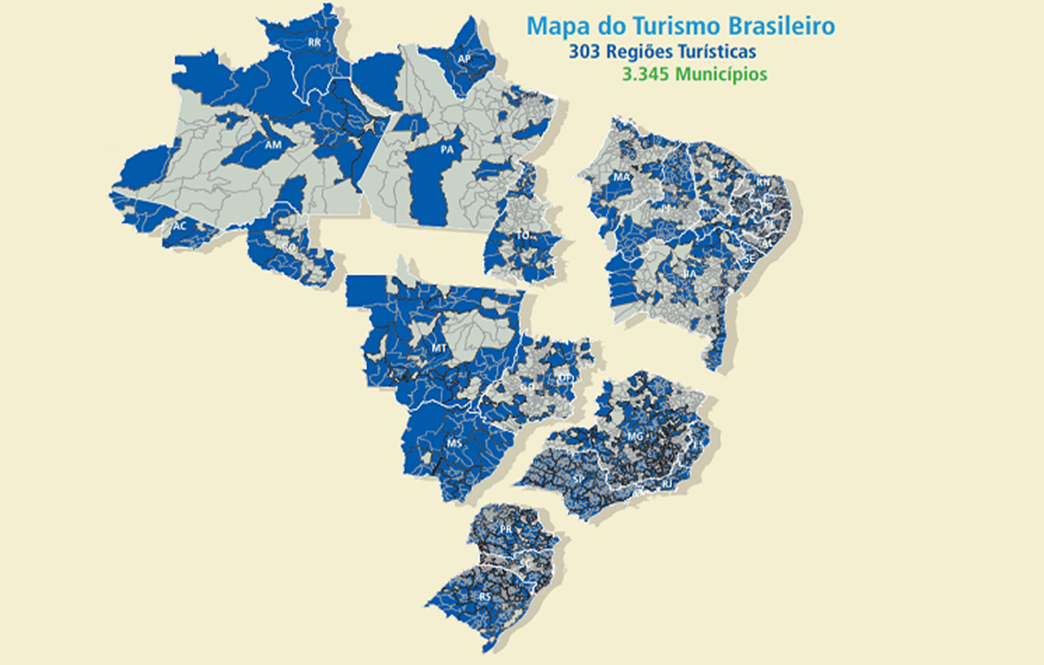 Mapa do Turismo Brasileiro
303 Regiões Turísticas
3.345 Municípios
RR
AP
AM
PA
MA
RN
AC
RO
TO
SE
BA
MT
GO
DF
MS
MG
SP
RJ
PR
SC
RS